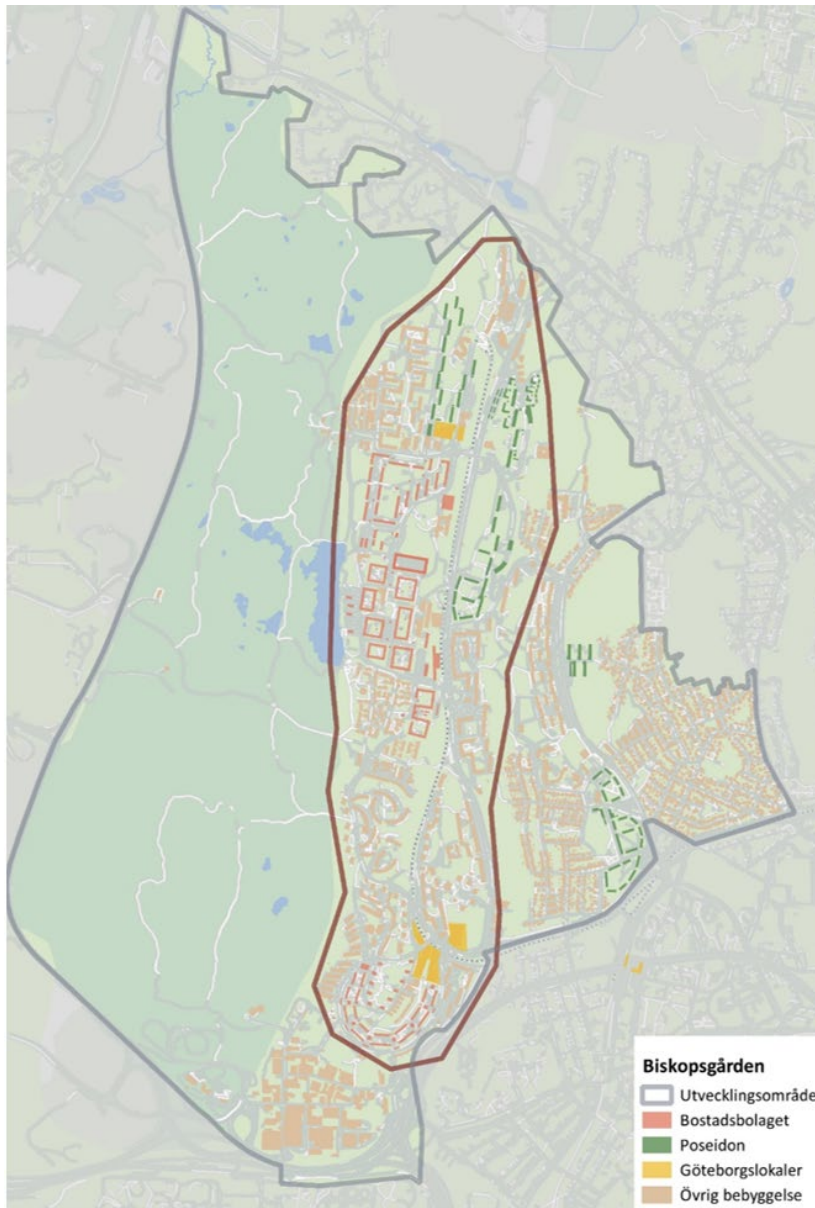 Biskopsgården
Utvecklingsområde
Bostadsbolaget
Poseidon
Göteborgslokaler
Övrig bebyggelse